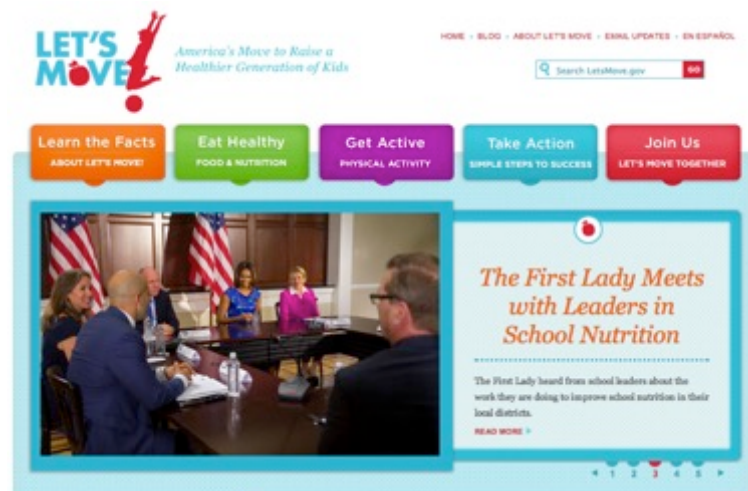 LET'S
MOVE!
America's Move to Raise a
Healthier Generation of Kids
HOME • BLOG • ABOUT LET'S MOVE • EMAIL UPDATES • EN ESPAÑOL
Search LetsMove.gov GO
Learn the Facts
ABOUT LET'S MOVE!
Eat Healthy
FOOD & NUTRITION
Get Active
PHYSICAL ACTIVITY
Take Action
SIMPLE STEPS TO SUCCESS
Join Us
LET'S MOVE TOGETHER
The First Lady Meets
with Leaders in
School Nutrition
The First Lady heard from school leaders about the
work they are doing to improve school nutrition in their
local districts.
READ MORE
1 2 3 4 5